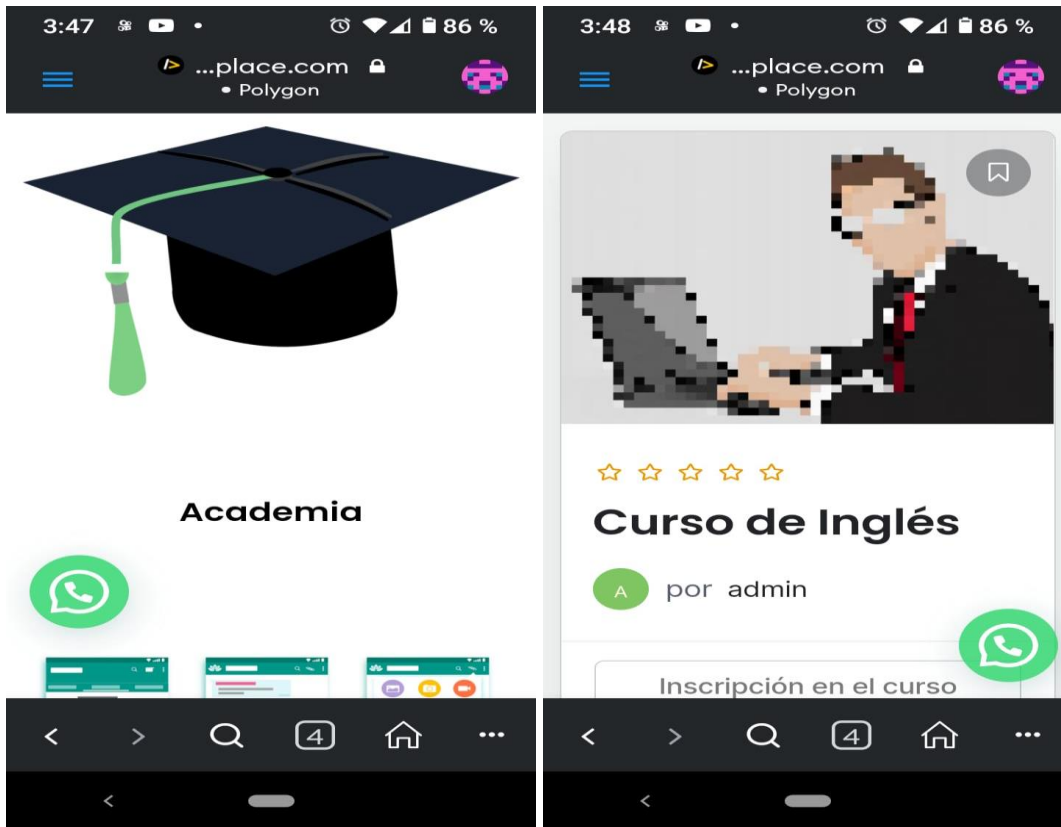 3:47
86 %
...place.com
• Polygon
Academia
4
3:48
86 %
...place.com
• Polygon
Curso de Inglés
A por admin
Inscripción en el curso
4